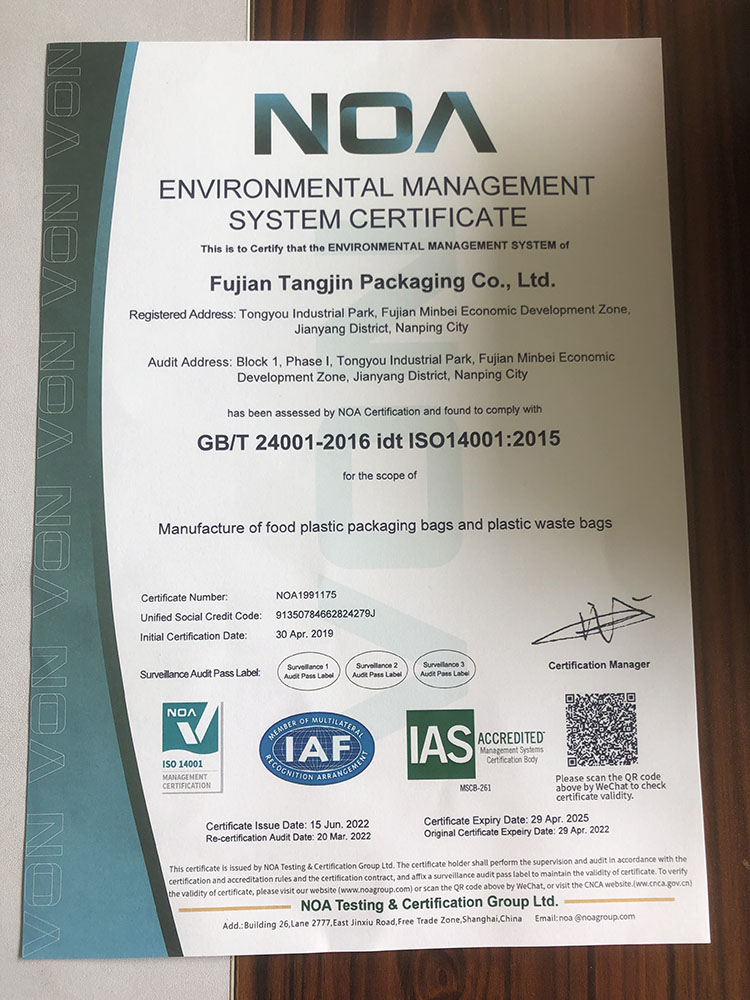 NOA
ENVIRONMENTAL MANAGEMENT
SYSTEM CERTIFICATE
This is to Certify that the ENVIRONMENTAL MANAGEMENT SYSTEM of
Fujian Tangjin Packaging Co., Ltd.
Registered Address: Tongyou Industrial Park, Fujian Minbei Economic Development Zone,
Jianyang District, Nanping City
Audit Address: Block 1, Phase I, Tongyou Industrial Park, Fujian Minbei Economic
Development Zone, Jianyang District, Nanping City
has been assessed by NOA Certification and found to comply with
GB/T 24001-2016 idt ISO14001:2015
for the scope of
Manufacture of food plastic packaging bags and plastic waste bags
Certificate Number: NOA1991175
Unified Social Credit Code: 91350784662824279J
Initial Certification Date: 30 Apr. 2019
Surveillance Audit Pass Label: Surveillance 1 Audit Pass Label Surveillance 2 Audit Pass Label Surveillance 3 Audit Pass Label
Certification Manager
NOA
ISO 14001
MANAGEMENT
CERTIFICATION
MEMBER OF MULTILATERAL
IAF
RECOGNITION ARRANGEMENT
IAS ACCREDITED
Management Systems
Certification Body
MSCB-261
Please scan the QR code
above by WeChat to check
certificate validity.
Certificate Issue Date: 15 Jun. 2022
Re-certification Audit Date: 20 Mar. 2022
Certificate Expiry Date: 29 Apr. 2025
Original Certificate Expeiry Date: 29 Apr. 2022
This certificate is issued by NOA Testing & Certification Group Ltd. The certificate holder shall perform the supervision and audit in accordance with the
certification and accreditation rules and the certification contract, and affix a surveillance audit pass label to maintain the validity of certificate. To verify
the validity of certificate, please visit our website (www.noagroup.com) or scan the QR code above by WeChat, or visit the CNCA website.(ww.cnca.gov.cn)
NOA Testing & Certification Group Ltd.
Add.:Building 26,Lane 2777,East Jinxiu Road,Free Trade Zone,Shanghai,China Email:noa @noagroup.com
NOA NOA NOA NOA NOA NOA